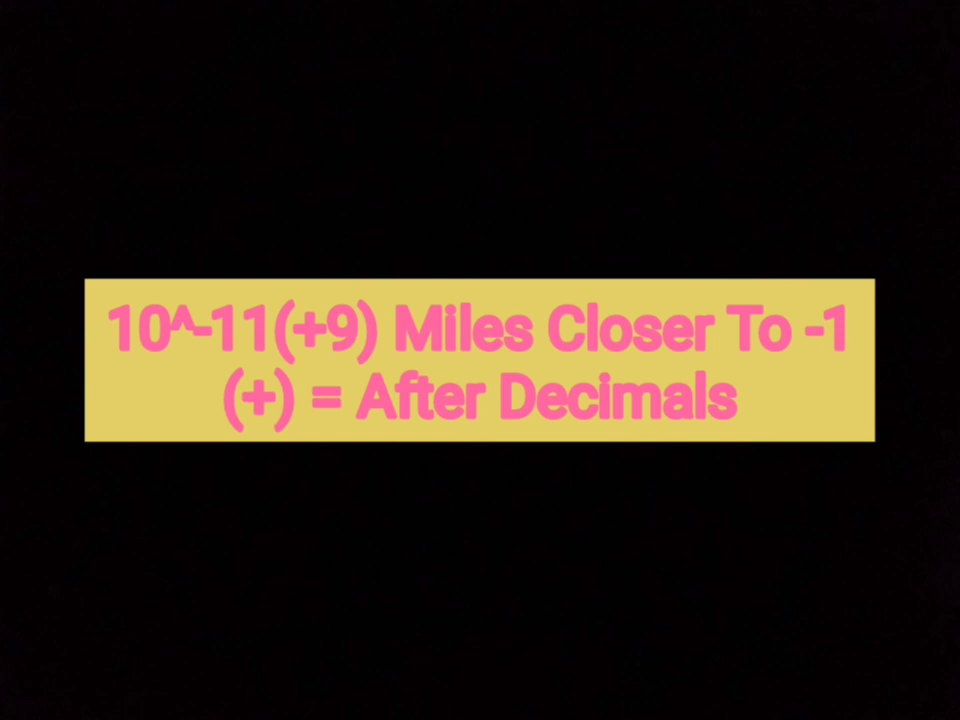 10^-11(+9) Miles Closer To -1
(+) = After Decimals